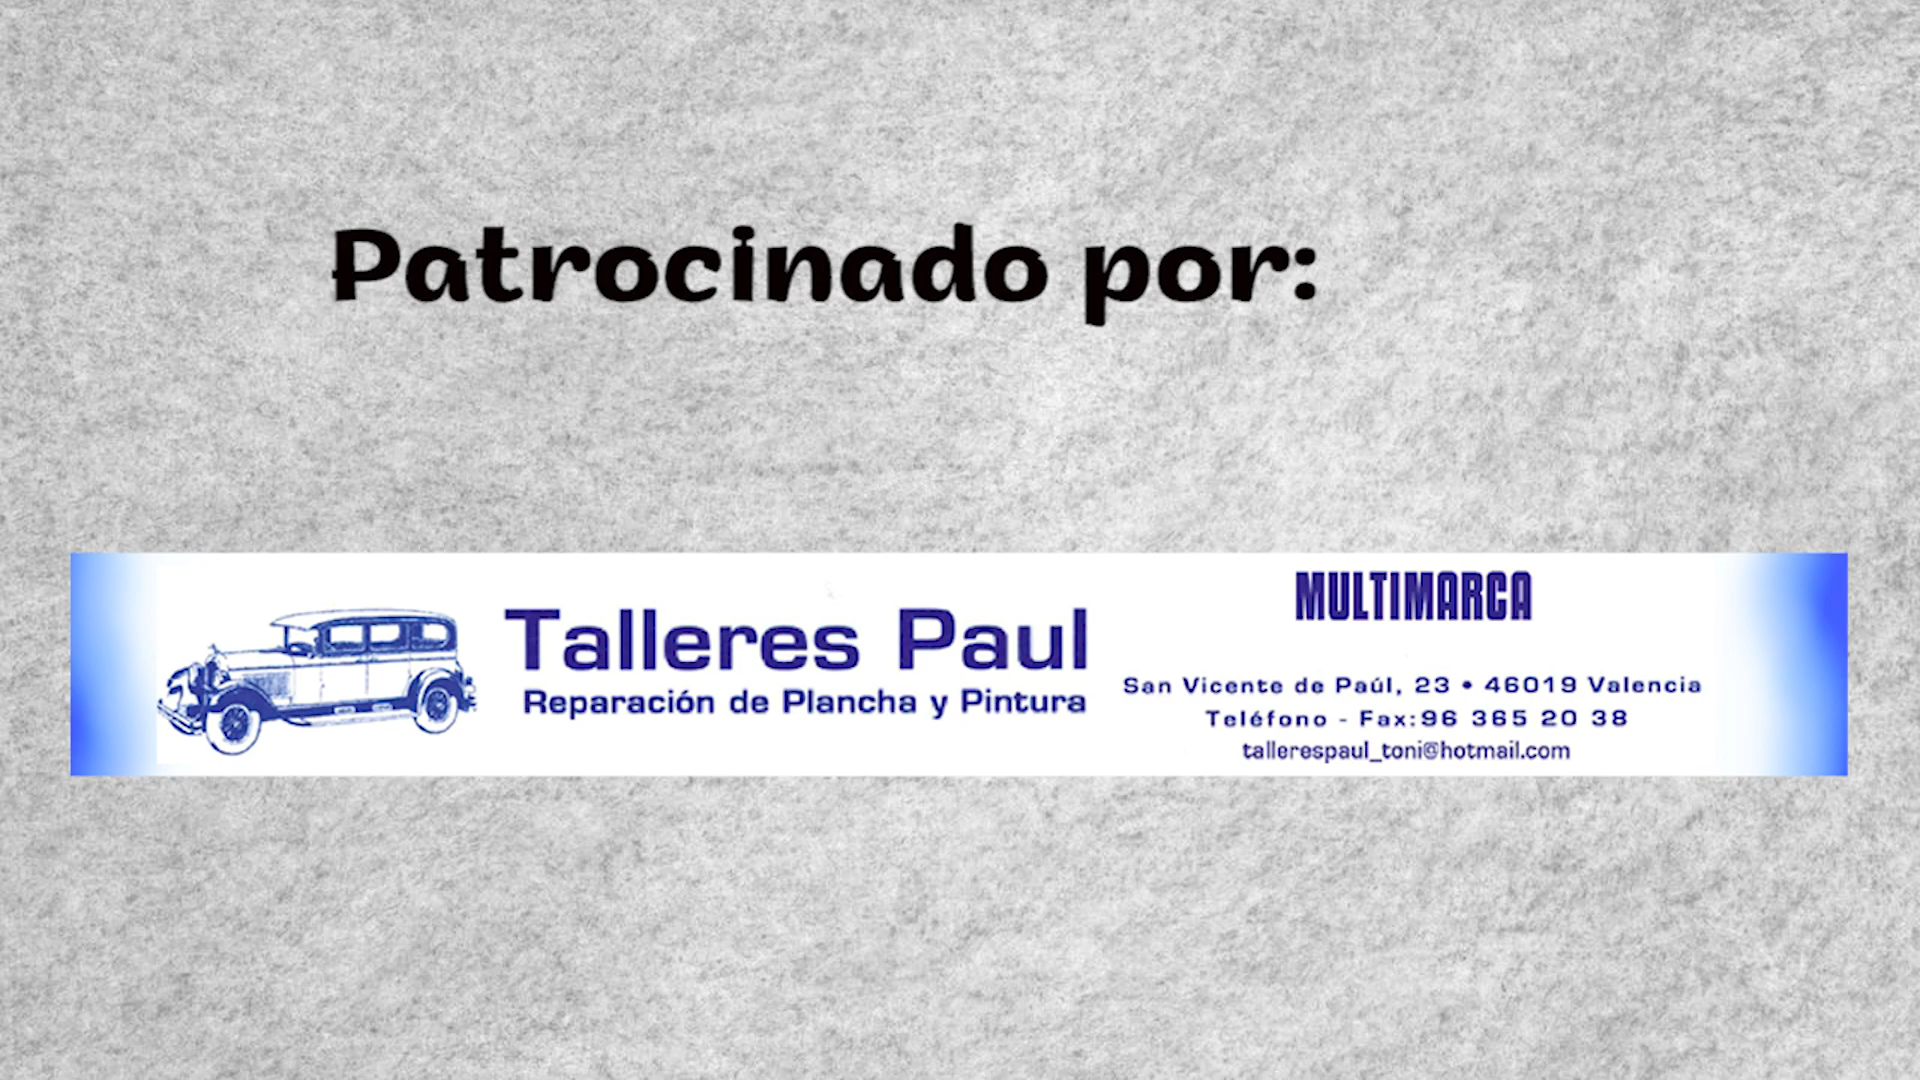 Patrocinado por:
Talleres Paul
Reparación de Plancha y Pintura
MULTIMARCA
San Vicente de Paúl, 23 • 46019 Valencia
Teléfono - Fax:96 365 20 38
tallerespaul_toni@hotmail.com